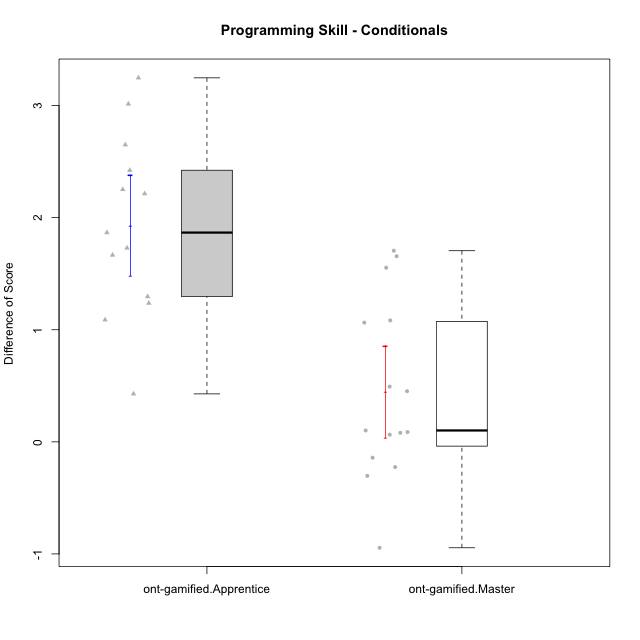 Programming Skill - Conditionals
Difference of Score
3
2
1
0
-1
ont-gamified.Apprentice
ont-gamified.Master